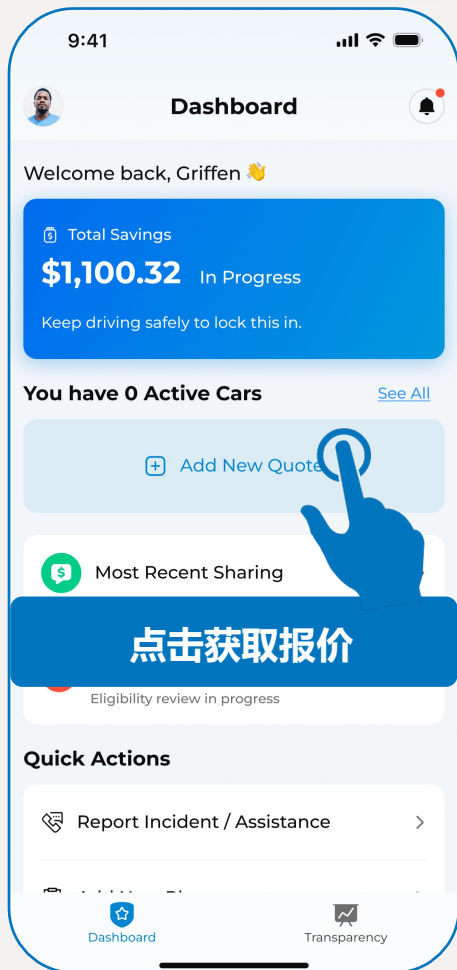 9:41
Dashboard
Welcome back, Griffen 👋
Total Savings
$1,100.32 In Progress
Keep driving safely to lock this in.
You have 0 Active Cars See All
Add New Quote
Most Recent Sharing
点击获取报价
Eligibility review in progress
Quick Actions
Report Incident / Assistance
Dashboard Transparency